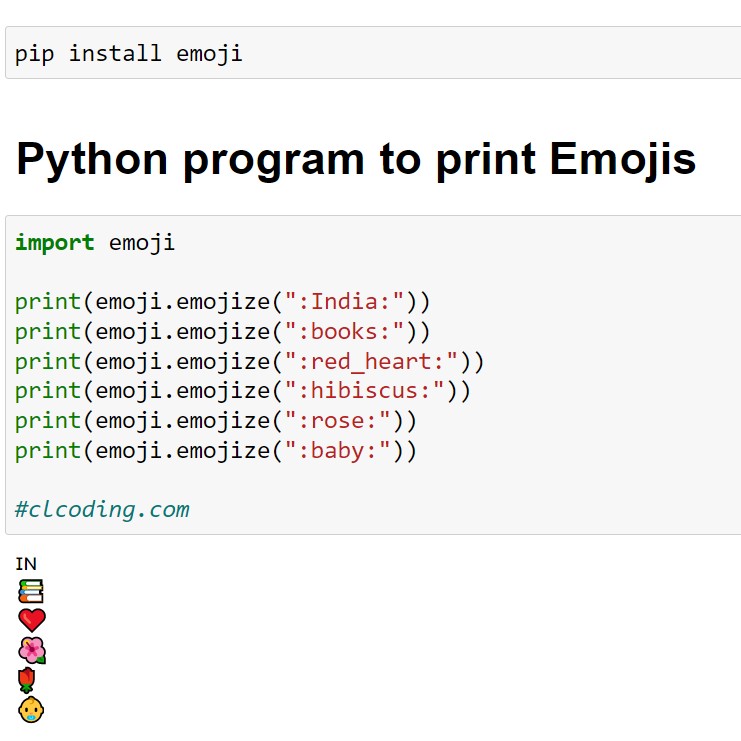 pip install emoji
Python program to print Emojis
import emoji
print(emoji.emojize(":India:"))
print(emoji.emojize(":books:"))
print(emoji.emojize(":red_heart:"))
print(emoji.emojize(":hibiscus:"))
print(emoji.emojize(":rose:"))
print(emoji.emojize(":baby:"))
#clcoding.com
IN
📚
❤️
🌺
🌹
👶